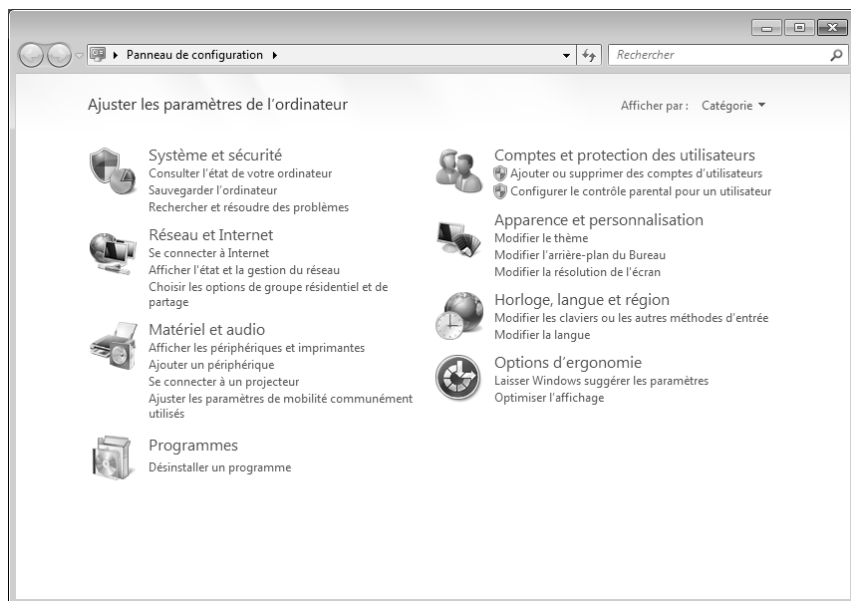 Panneau de configuration
Rechercher
Ajuster les paramètres de l'ordinateur
Afficher par : Catégorie
Système et sécurité
Consulter l'état de votre ordinateur
Sauvegarder l'ordinateur
Rechercher et résoudre des problèmes
Réseau et Internet
Se connecter à Internet
Afficher l'état et la gestion du réseau
Choisir les options de groupe résidentiel et de
partage
Matériel et audio
Afficher les périphériques et imprimantes
Ajouter un périphérique
Se connecter à un projecteur
Ajuster les paramètres de mobilité communément
utilisés
Programmes
Désinstaller un programme
Comptes et protection des utilisateurs
Ajouter ou supprimer des comptes d'utilisateurs
Configurer le contrôle parental pour un utilisateur
Apparence et personnalisation
Modifier le thème
Modifier l'arrière-plan du Bureau
Modifier la résolution de l'écran
Horloge, langue et région
Modifier les claviers ou les autres méthodes d'entrée
Modifier la langue
Options d'ergonomie
Laisser Windows suggérer les paramètres
Optimiser l'affichage